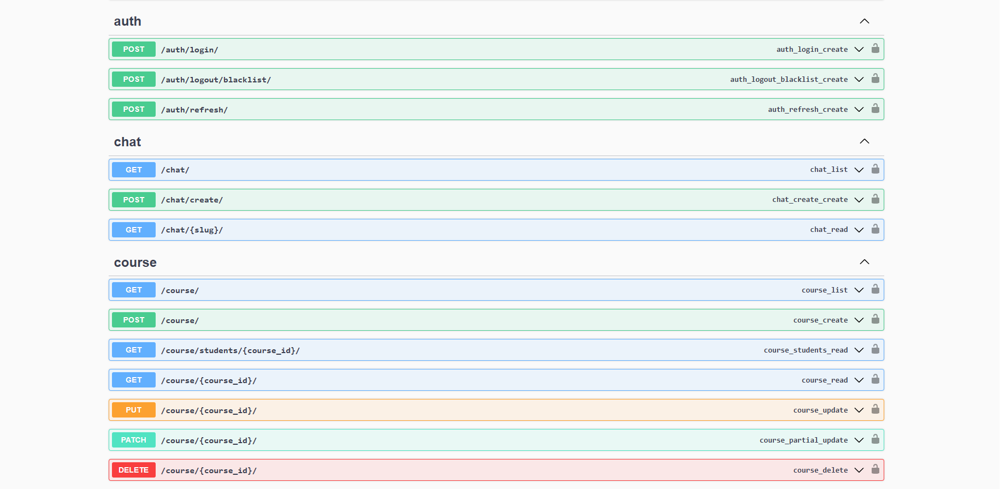 auth
POST /auth/login/ auth_login_create
POST /auth/logout/blacklist/ auth_logout_blacklist_create
POST /auth/refresh/ auth_refresh_create
chat
GET /chat/ chat_list
POST /chat/create/ chat_create_create
GET /chat/{slug}/ chat_read
course
GET /course/ course_list
POST /course/ course_create
GET /course/students/{course_id}/ course_students_read
GET /course/{course_id}/ course_read
PUT /course/{course_id}/ course_update
PATCH /course/{course_id}/ course_partial_update
DELETE /course/{course_id}/ course_delete